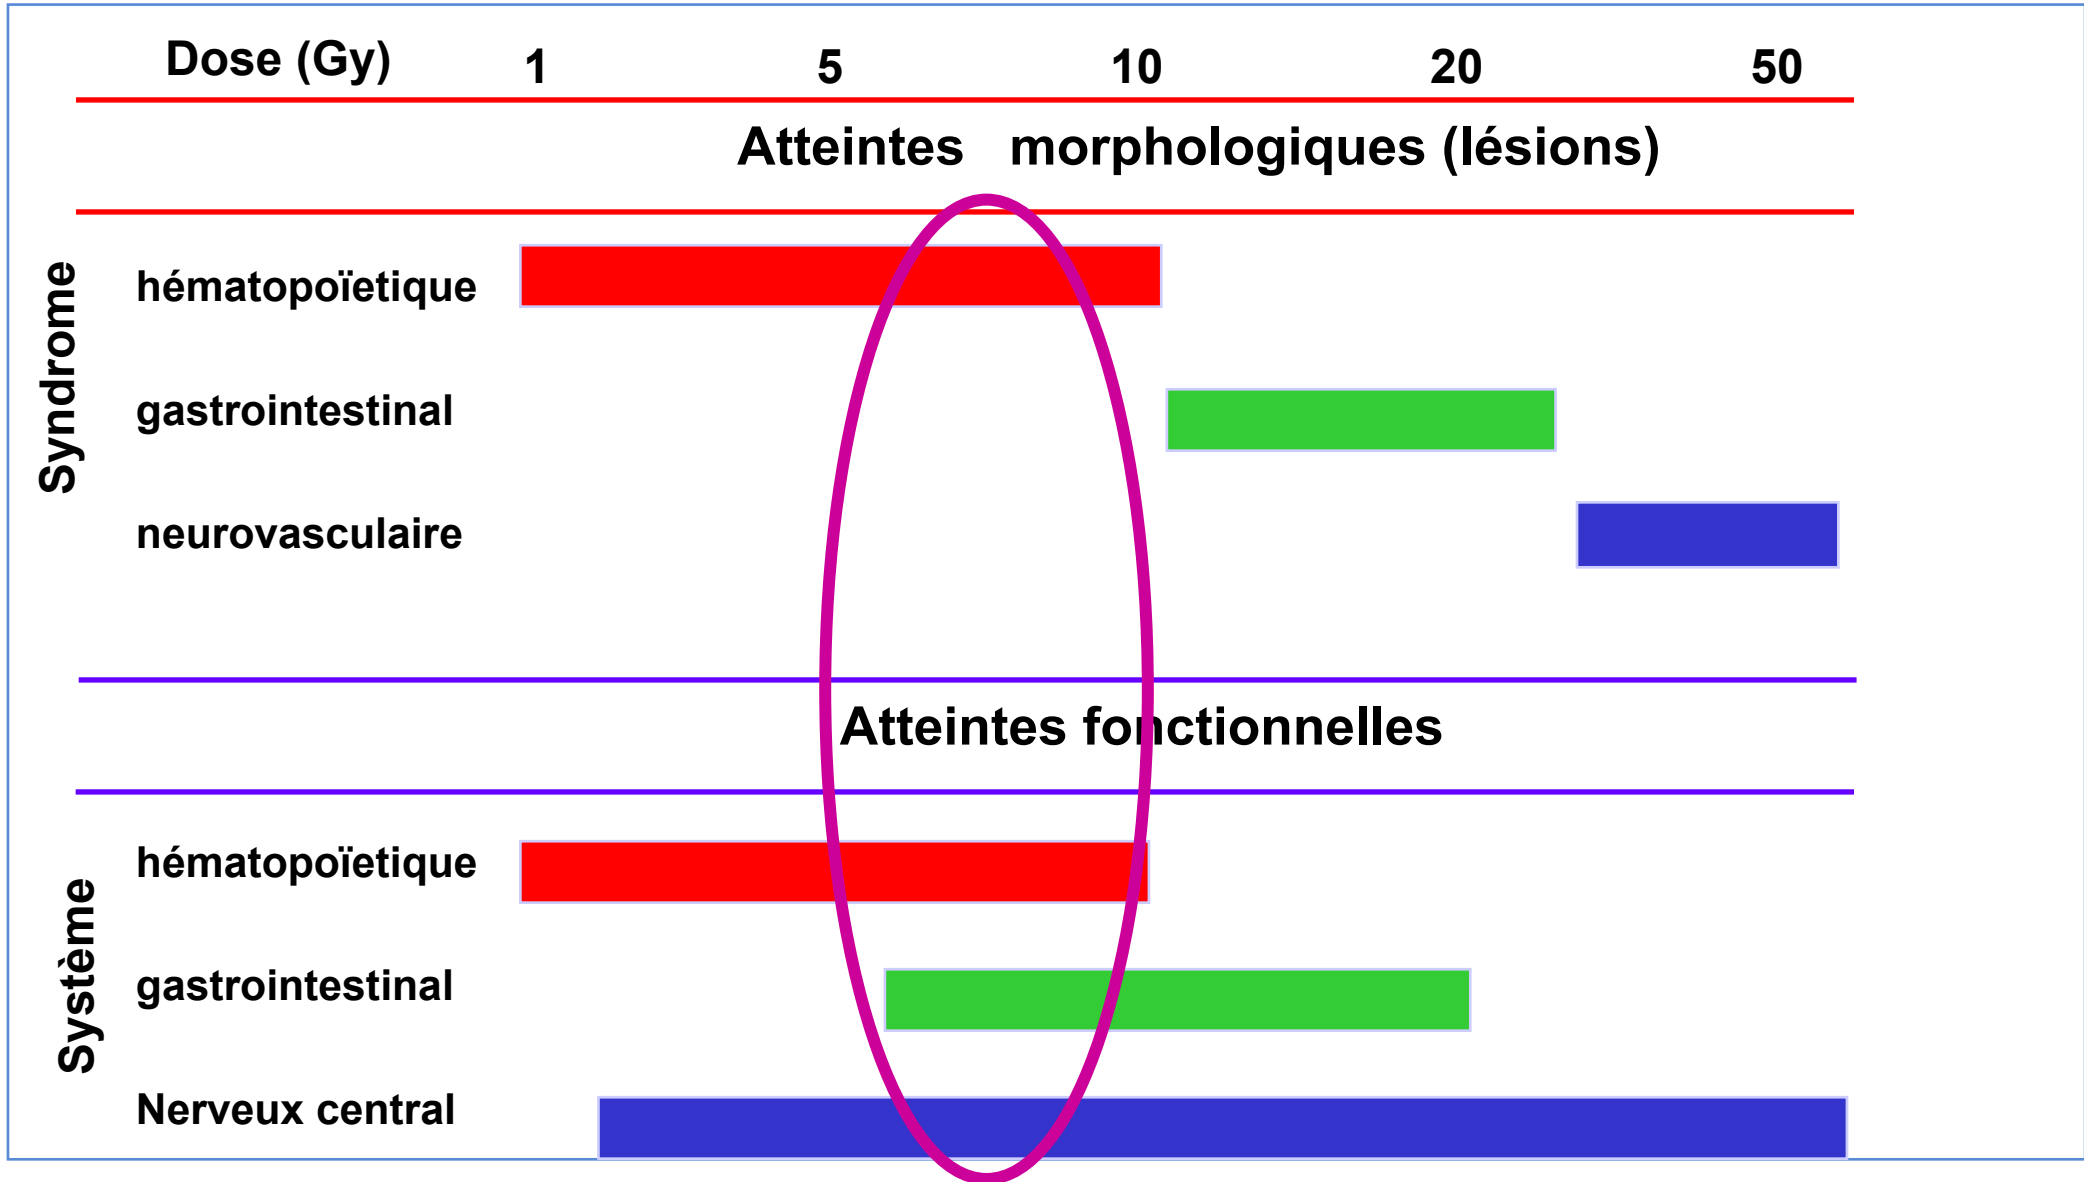 Dose (Gy) 1 5 10 20 50
Atteintes morphologiques (lésions)
Syndrome
hématopoïetique
gastrointestinal
neurovasculaire
Atteintes fonctionnelles
Système
hématopoïetique
gastrointestinal
Nerveux central